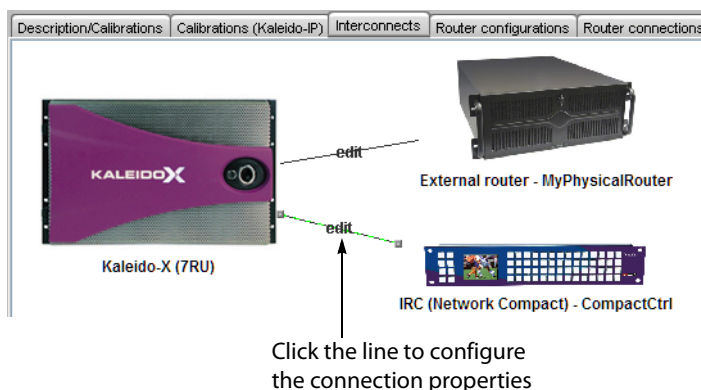 Description/Calibrations
Calibrations (Kaleido-IP)
Interconnects
Router configurations
Router connections
edit
KALEIDOX
External router - MyPhysicalRouter
edit
Kaleido-X (7RU)
IRC (Network Compact) - CompactCtrl
Click the line to configure
the connection properties